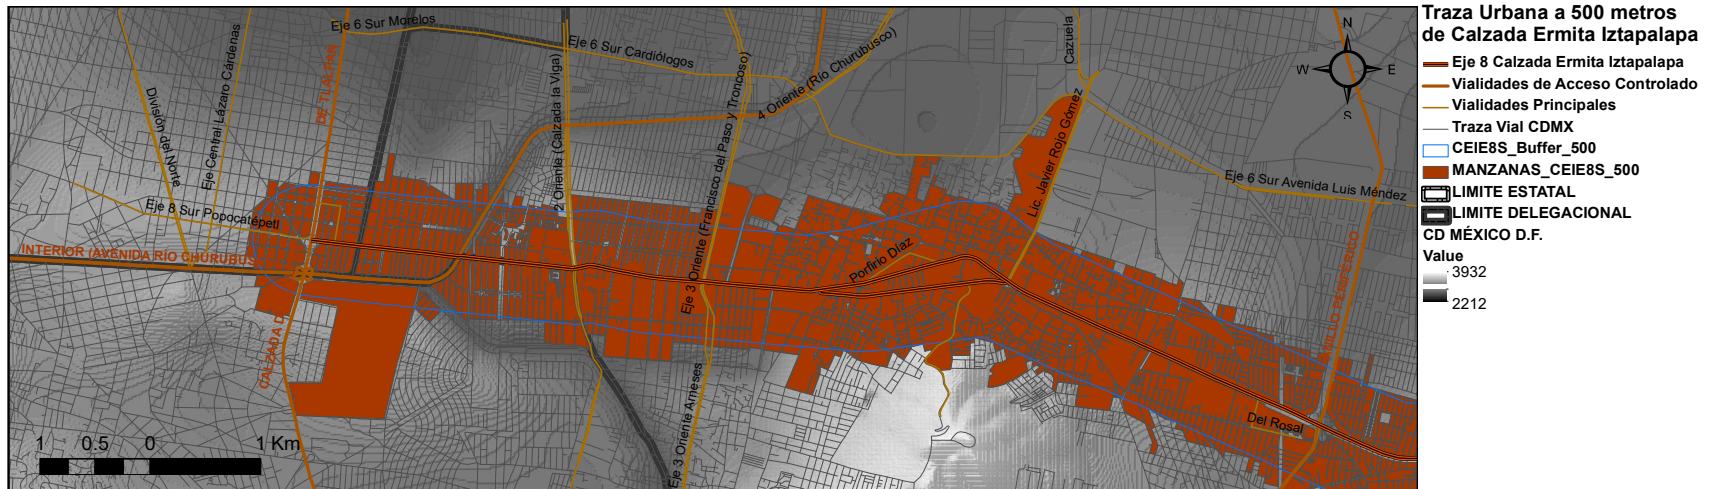 Traza Urbana a 500 metros
de Calzada Ermita Iztapalapa
Eje 8 Calzada Ermita Iztapalapa
Vialidades de Acceso Controlado
Vialidades Principales
Traza Vial CDMX
CEIE8S_Buffer_500
MANZANAS_CEIE8S_500
LIMITE ESTATAL
LIMITE DELEGACIONAL
CD MÉXICO D.F.
Value
3932
2212
N
W
E
S
Eje 6 Sur Morelos
Eje 6 Sur Cardiólogos
División del Norte
Eje Central Lázaro Cárdenas
DE TLALPAN
2 Oriente (Calzada la Viga)
Eje 3 Oriente (Francisco del Paso y Troncoso)
4 Oriente (Río Churubusco)
Cazuela
Lic. Javier Rojo Gómez
Eje 6 Sur Avenida Luis Méndez
Eje 8 Sur Popocatépetl
INTERIOR (AVENIDA RÍO CHURUBUS
Porfirio Díaz
CALZADA D
Eje 3 Oriente Arneses
Del Rosal
PERIFÉRICO
1 0.5 0 1 Km